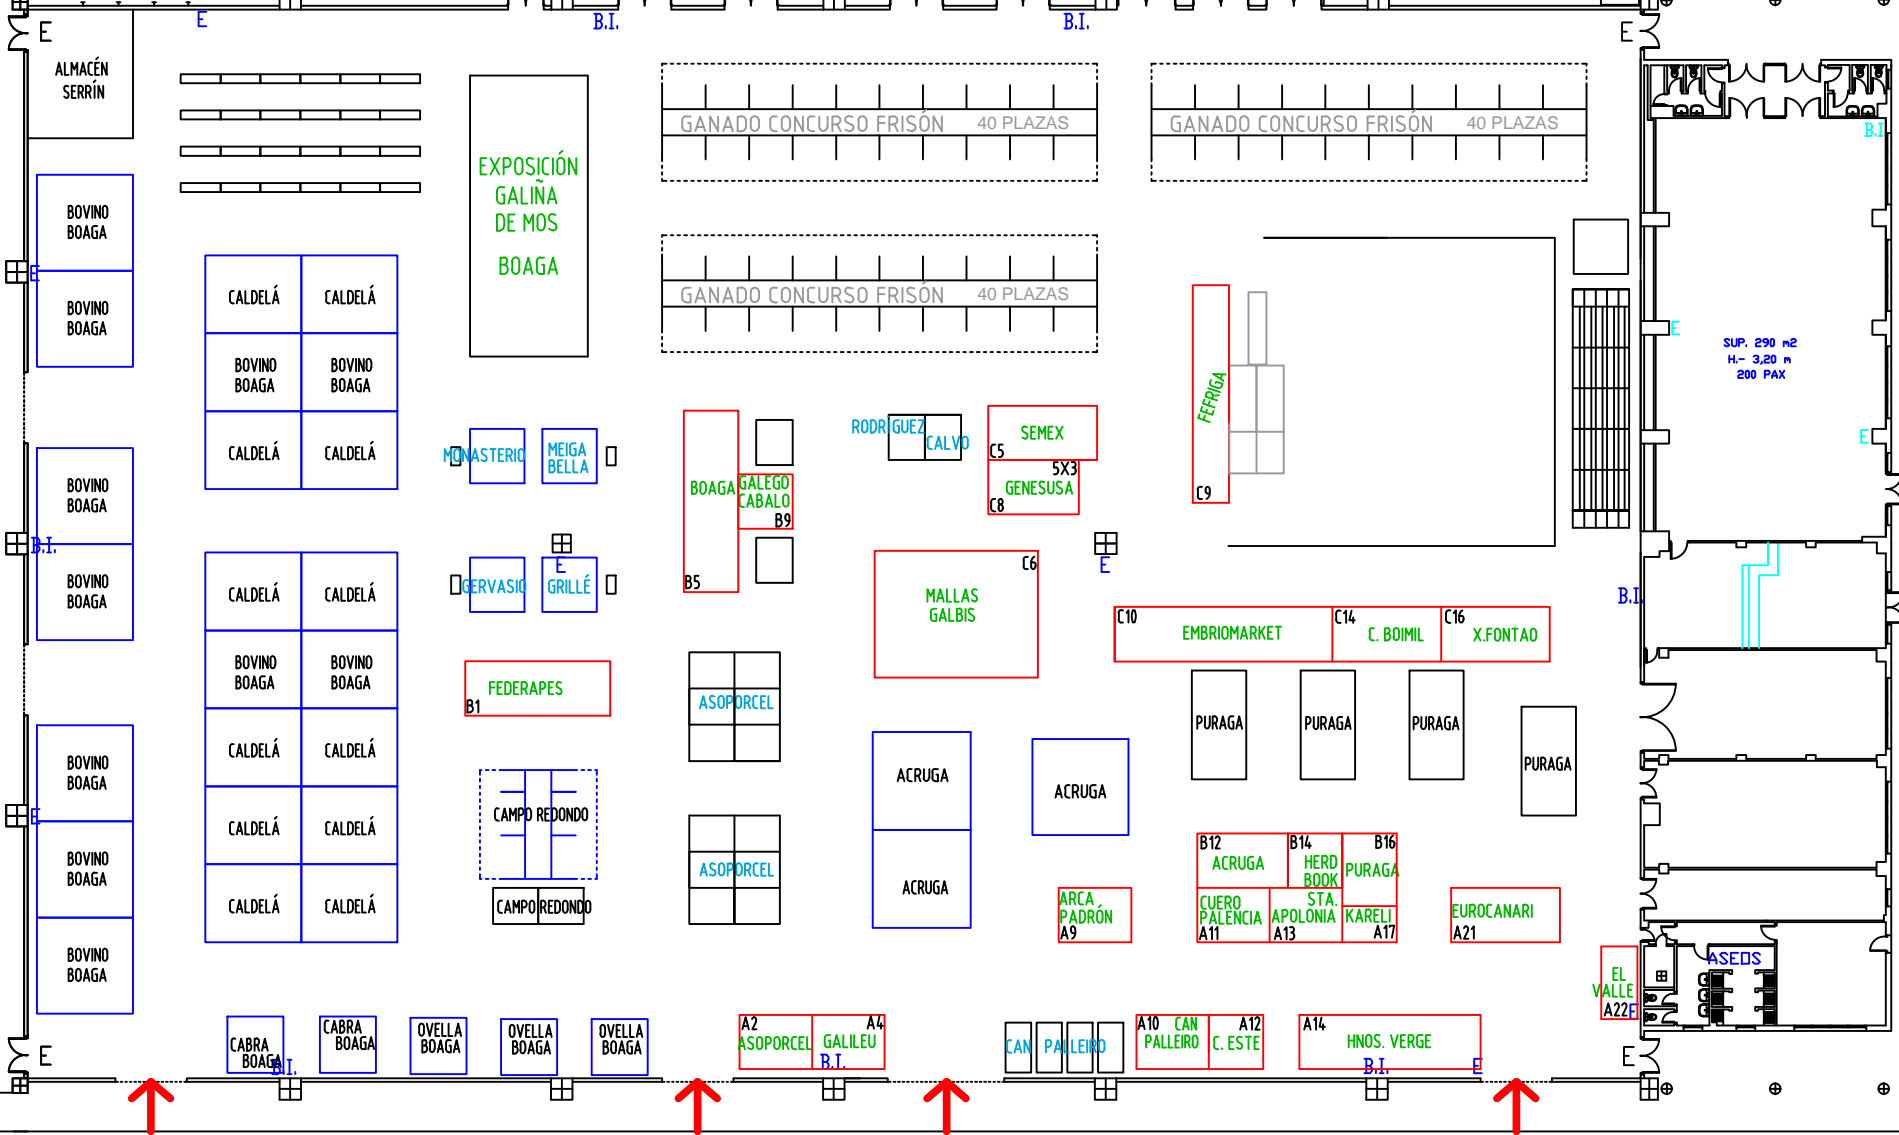 E
B.I.
B.I.
E
E
ALMACÉN
SERRÍN
B.I
GANADO CONCURSO FRISÓN 40 PLAZAS
GANADO CONCURSO FRISÓN 40 PLAZAS
EXPOSICIÓN
GALIÑA
DE MOS
BOAGA
BOVINO
BOAGA
E
BOVINO
BOAGA
CALDELÁ
CALDELÁ
GANADO CONCURSO FRISÓN 40 PLAZAS
E
SUP. 290 m2
H.- 3,20 m
200 PAX
E
BOVINO
BOAGA
BOVINO
BOAGA
CALDELÁ
CALDELÁ
FEFRIGA
C9
MONASTERIO
MEIGA
BELLA
BOAGA
B5
GALEGO
CABALO
B9
RODRÍGUEZ
CALVO
SEMEX
C5
5X3
GENESUSA
C8
BOVINO
BOAGA
B.I.
BOVINO
BOAGA
E
E
GERVASIO
GRILLÉ
CALDELÁ
CALDELÁ
C6
MALLAS
GALBIS
B.I.
C10
EMBRIOMARKET
C14
C. BOIMIL
C16
X.FONTAO
BOVINO
BOAGA
BOVINO
BOAGA
FEDERAPES
B1
ASOPORCEL
PURAGA
PURAGA
PURAGA
PURAGA
BOVINO
BOAGA
E
CALDELÁ
CALDELÁ
ACRUGA
ACRUGA
CAMPO REDONDO
CALDELÁ
CALDELÁ
BOVINO
BOAGA
ASOPORCEL
ACRUGA
B12
ACRUGA
B14
HERD
BOOK
B16
PURAGA
CALDELÁ
CALDELÁ
CAMPO REDONDO
ARCA
PADRÓN
A9
CUERO
PALENCIA
A11
STA.
APOLONIA
A13
KARELI
A17
EUROCANARI
A21
BOVINO
BOAGA
ASEOS
EL
VALLE
A22
E
CABRA
BOAGA
B.I.
CABRA
BOAGA
OVELLA
BOAGA
OVELLA
BOAGA
OVELLA
BOAGA
A2
ASOPORCEL
A4
GALILEU
B.I.
CAN PALLEIRO
A10
CAN
PALLEIRO
A12
C. ESTE
A14
HNOS. VERGE
B.I.
E
E
E